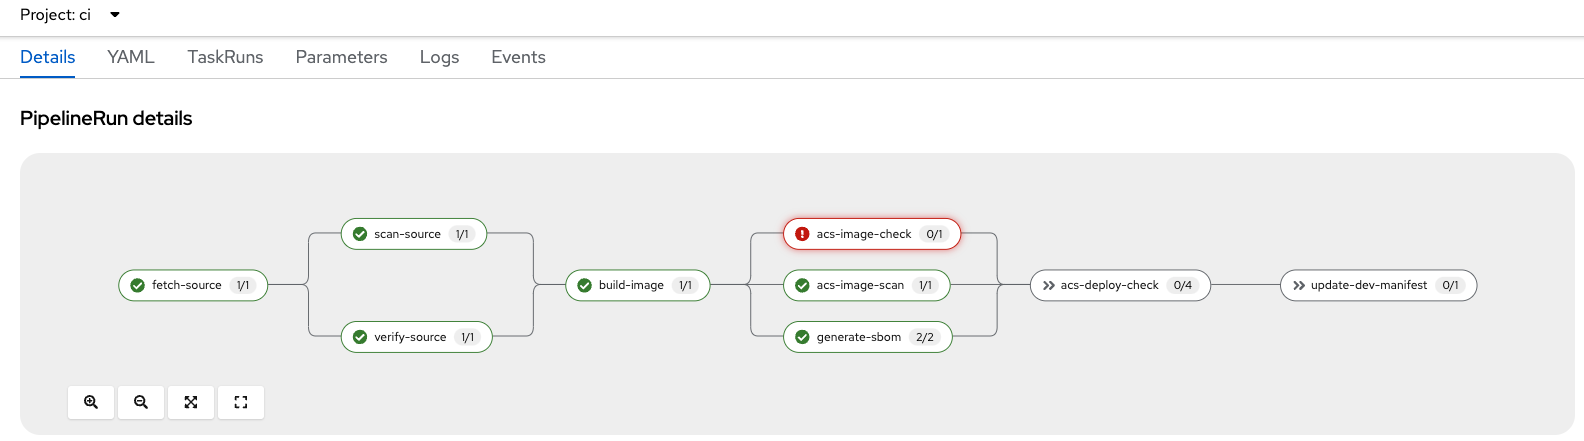 Project: ci
Details YAML TaskRuns Parameters Logs Events
PipelineRun details
fetch-source 1/1
scan-source 1/1
verify-source 1/1
build-image 1/1
acs-image-check 0/1
acs-image-scan 1/1
generate-sbom 2/2
acs-deploy-check 0/4
update-dev-manifest 0/1